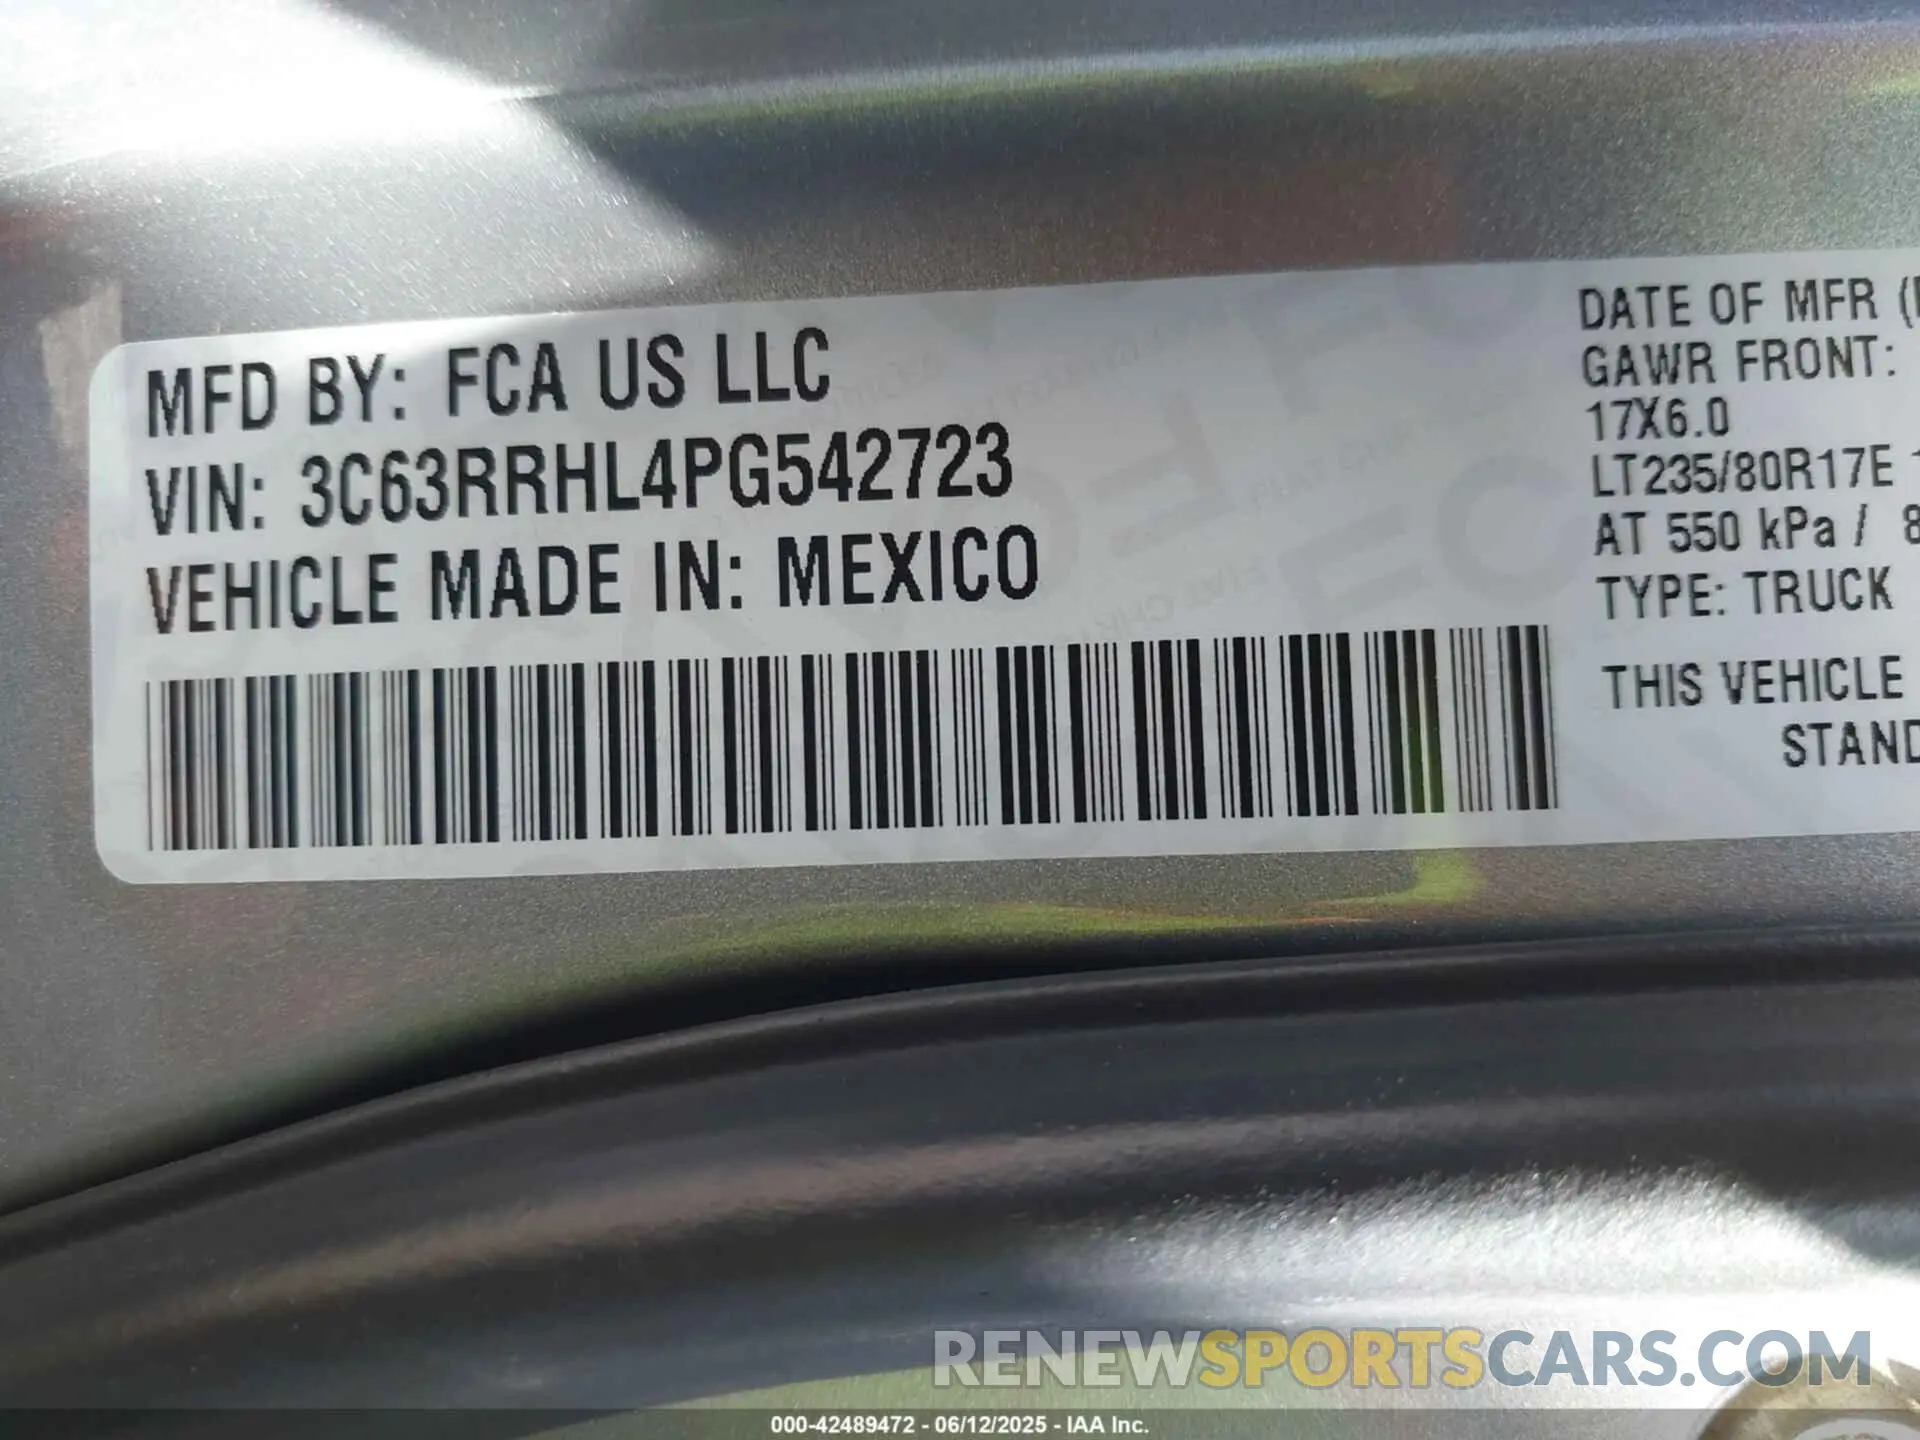 MFD BY: FCA US LLC
VIN: 3C63RRHL4PG542723
VEHICLE MADE IN: MEXICO
DATE OF MFR
GAWR FRONT:
17X6.0
LT235/80R17E
AT 550 kPa / 8
TYPE: TRUCK
THIS VEHICLE
STAND
RENEWSPORTSCARS.COM
000-42489472 - 06/12/2025 - IAA Inc.